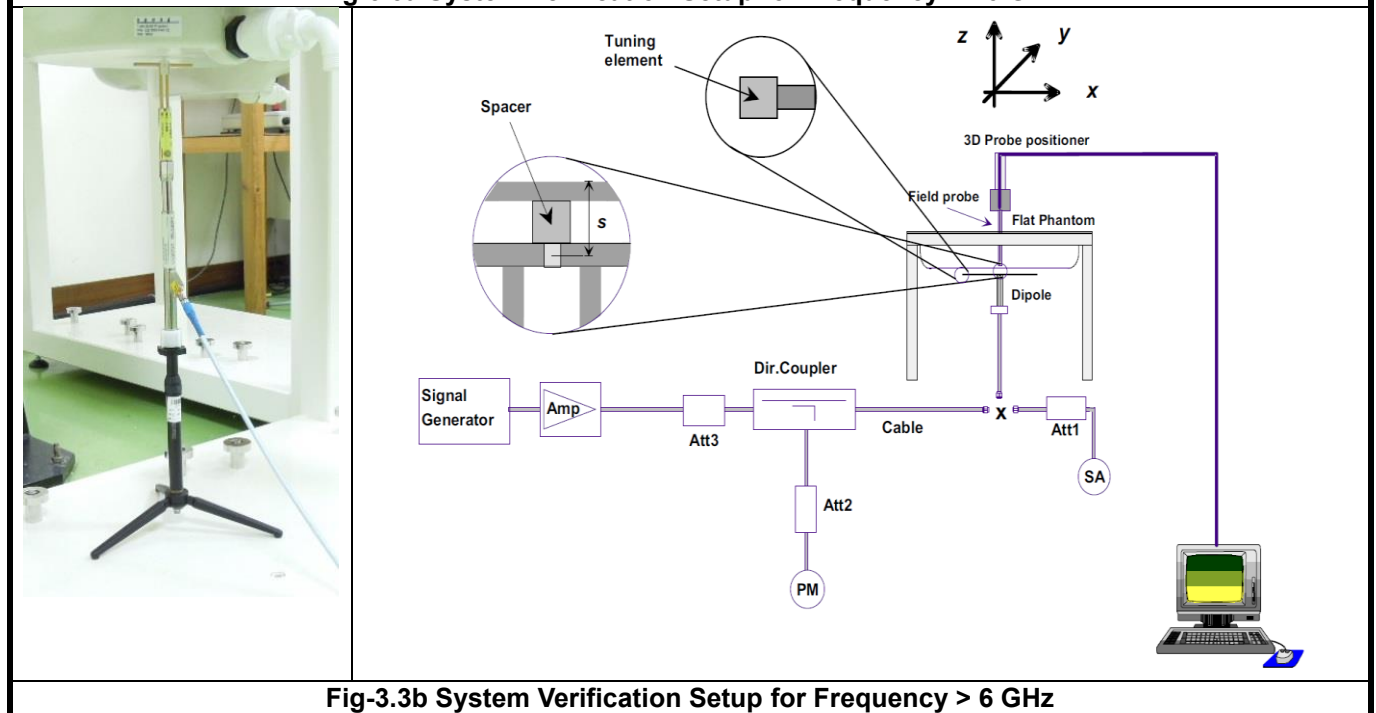 Tuning
element
z
y
x
Spacer
s
3D Probe positioner
Field probe
Flat Phantom
Dipole
Dir.Coupler
Signal
Generator
Amp
Att3
Cable
x
Att1
SA
Att2
PM
Fig-3.3b System Verification Setup for Frequency > 6 GHz